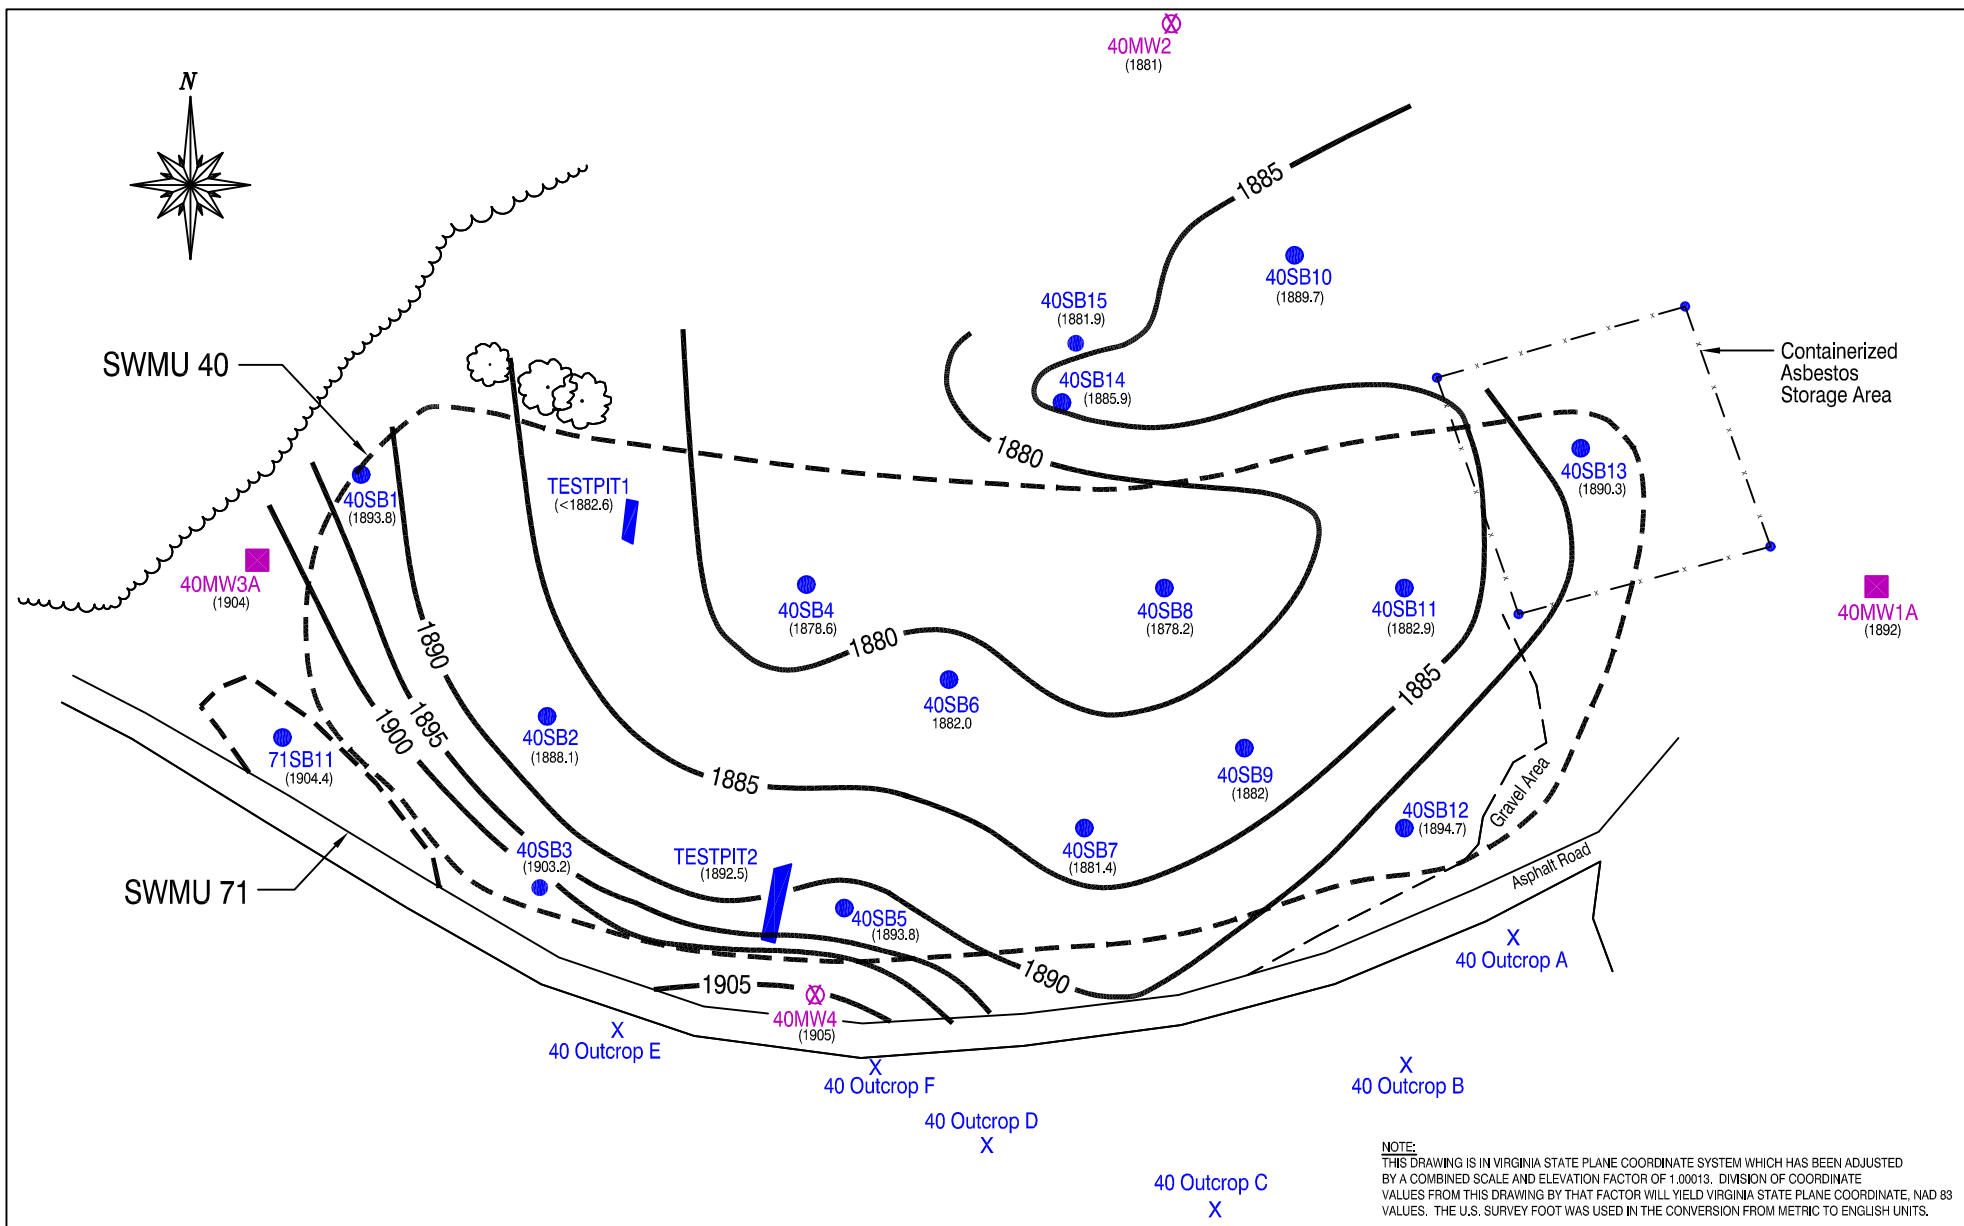 40MW2
(1881)
N
1885
40SB10
(1889.7)
40SB15
(1881.9)
SWMU 40
Containerized
Asbestos
Storage Area
40SB14
(1885.9)
1880
40SB13
(1890.3)
40SB1
(1893.8)
TESTPIT1
(<1882.6)
40MW3A
(1904)
40SB4
(1878.6)
40SB8
(1878.2)
40SB11
(1882.9)
40MW1A
(1892)
1890
1880
1885
40SB6
1882.0
1895
1900
40SB2
(1888.1)
71SB11
(1904.4)
1885
40SB9
(1882)
Gravel Area
40SB12
(1894.7)
40SB3
(1903.2)
TESTPIT2
(1892.5)
40SB7
(1881.4)
Asphalt Road
SWMU 71
40SB5
(1893.8)
X
40 Outcrop A
1890
1905
40MW4
(1905)
X
40 Outcrop E
X
40 Outcrop F
X
40 Outcrop B
40 Outcrop D
X
40 Outcrop C
X
NOTE:
THIS DRAWING IS IN VIRGINIA STATE PLANE COORDINATE SYSTEM WHICH HAS BEEN ADJUSTED
BY A COMBINED SCALE AND ELEVATION FACTOR OF 1.00013. DIVISION OF COORDINATE
VALUES FROM THIS DRAWING BY THAT FACTOR WILL YIELD VIRGINIA STATE PLANE COORDINATE, NAD 83
VALUES. THE U.S. SURVEY FOOT WAS USED IN THE CONVERSION FROM METRIC TO ENGLISH UNITS.